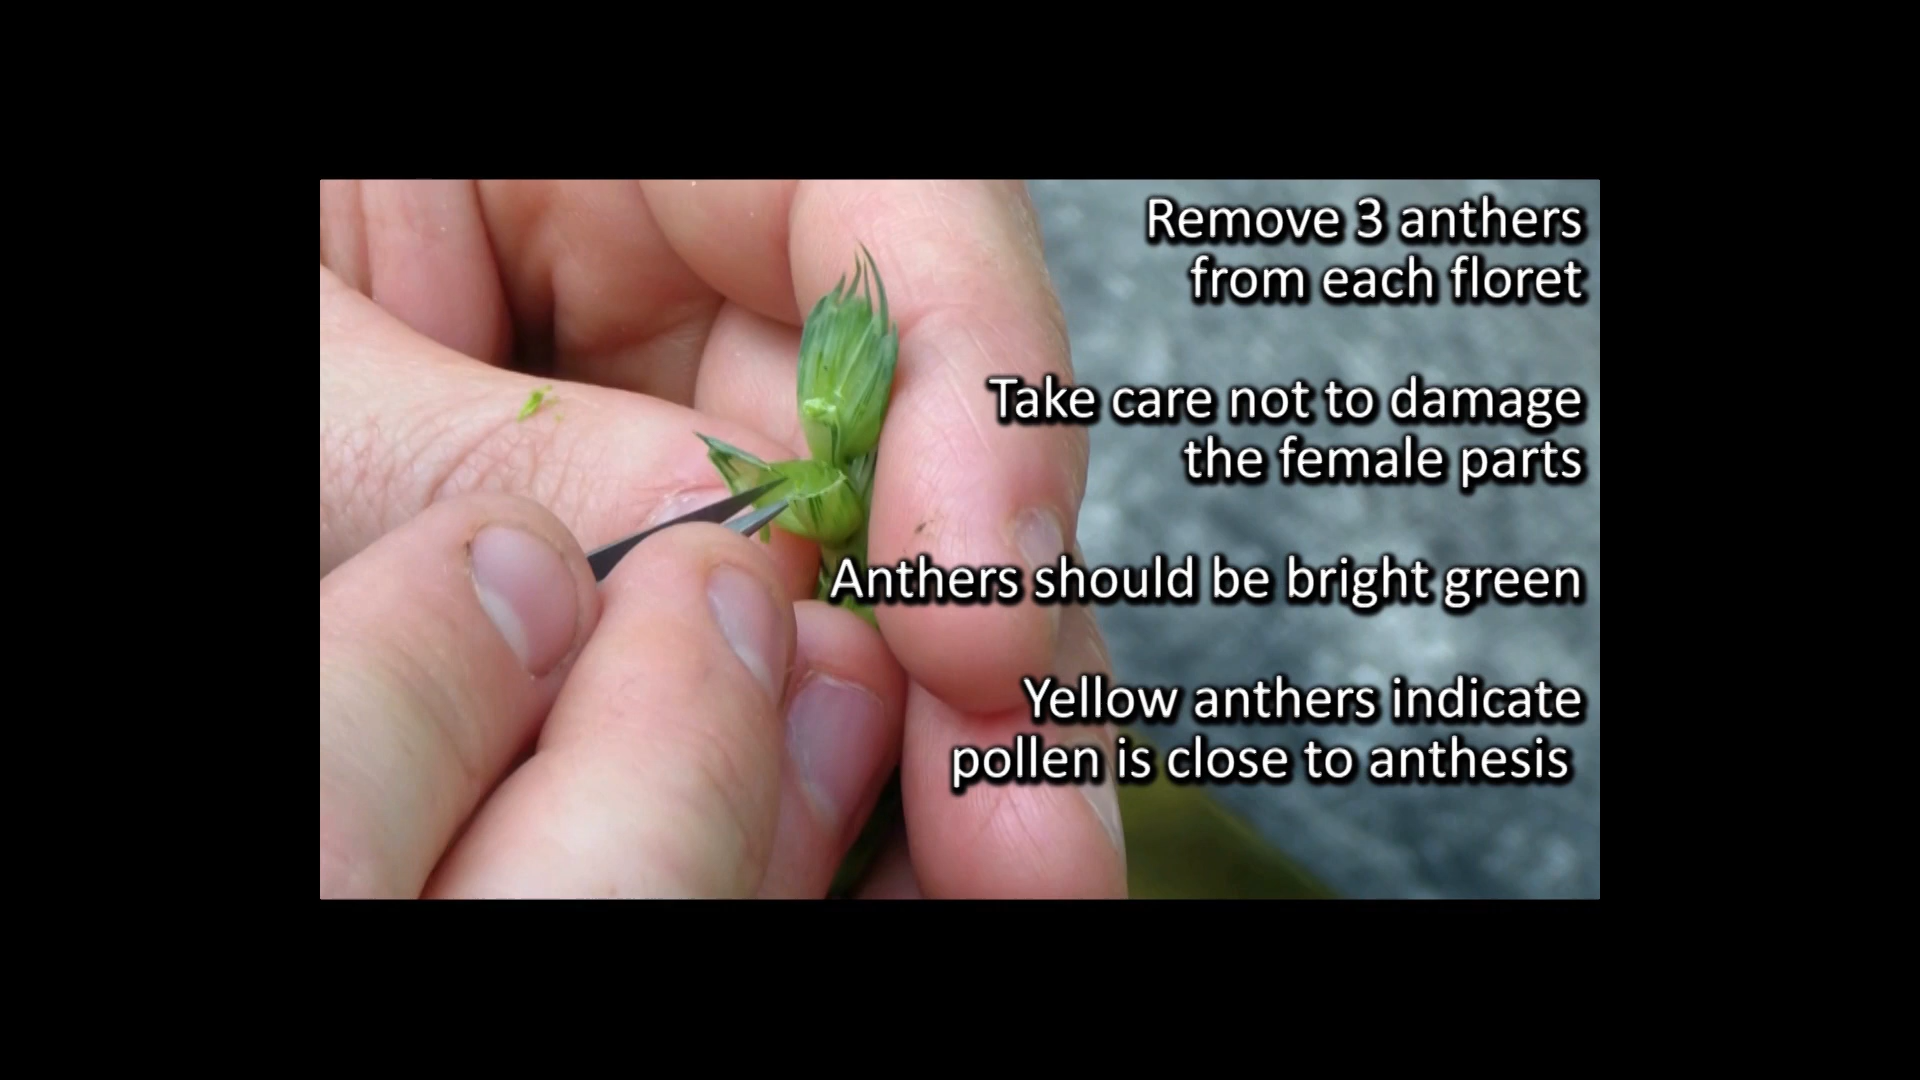 Remove 3 anthers
from each floret
Take care not to damage
the female parts
Anthers should be bright green
Yellow anthers indicate
pollen is close to anthesis